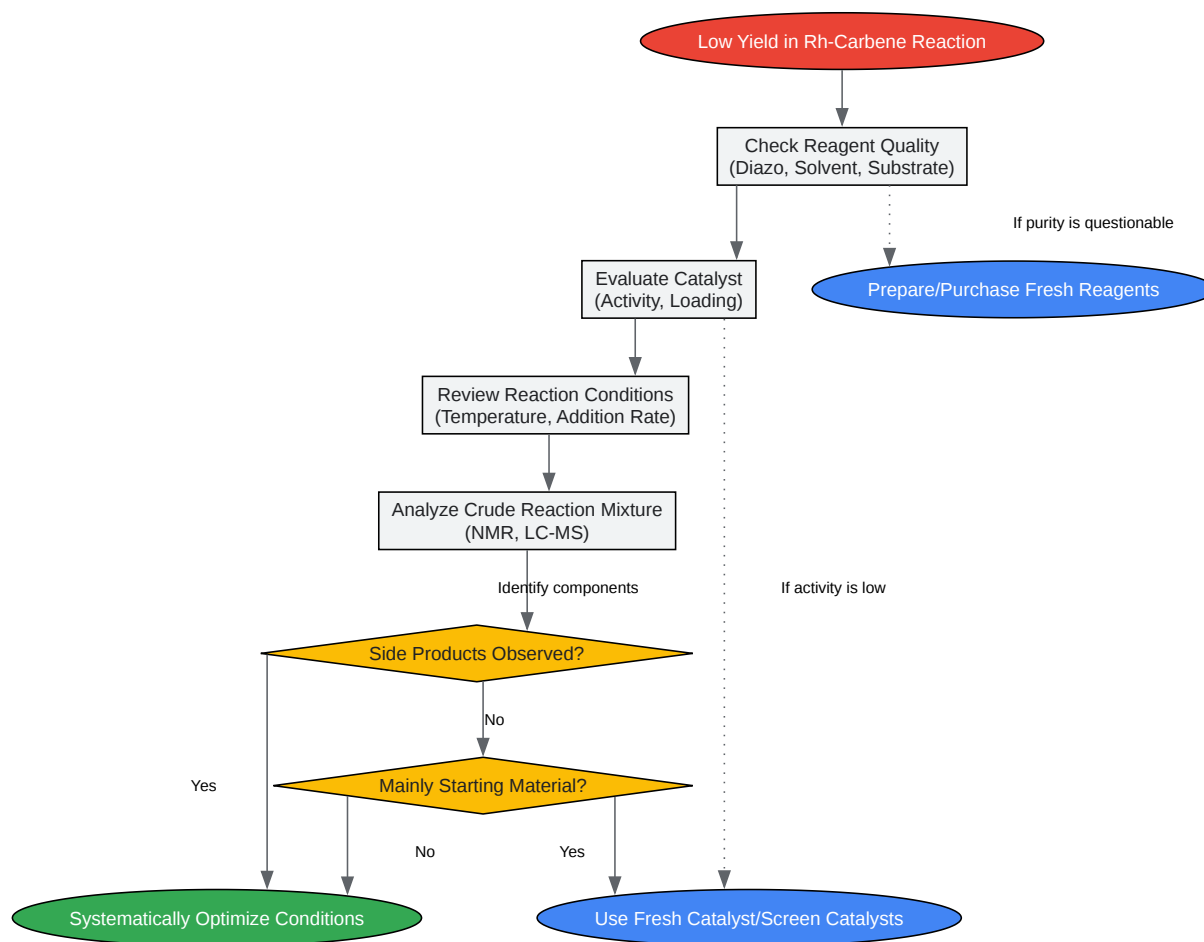 Low Yield in Rh-Carbene Reaction
Check Reagent Quality
(Diazo, Solvent, Substrate)
If purity is questionable
Evaluate Catalyst
(Activity, Loading)
Prepare/Purchase Fresh Reagents
Review Reaction Conditions
(Temperature, Addition Rate)
Analyze Crude Reaction Mixture
(NMR, LC-MS)
Identify components
If activity is low
Side Products Observed?
No
Yes
Mainly Starting Material?
No
Yes
Systematically Optimize Conditions
Use Fresh Catalyst/Screen Catalysts